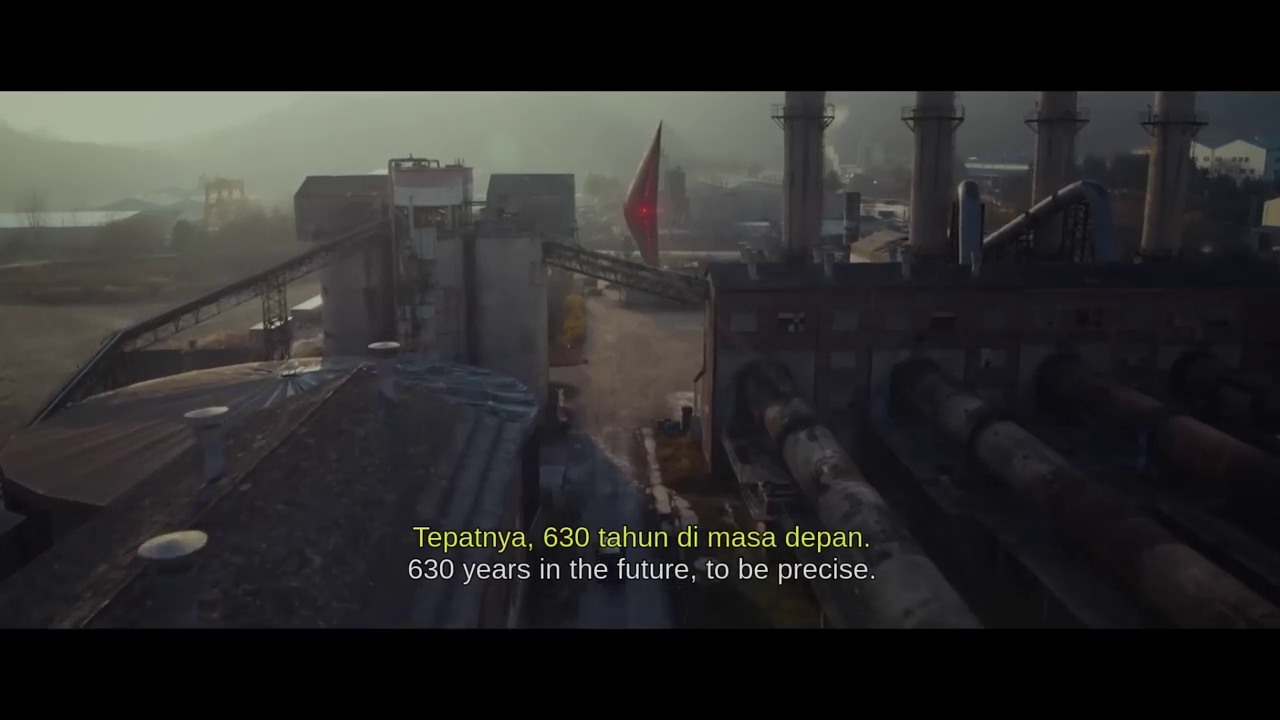 Tepatnya, 630 tahun di masa depan.
630 years in the future, to be precise.